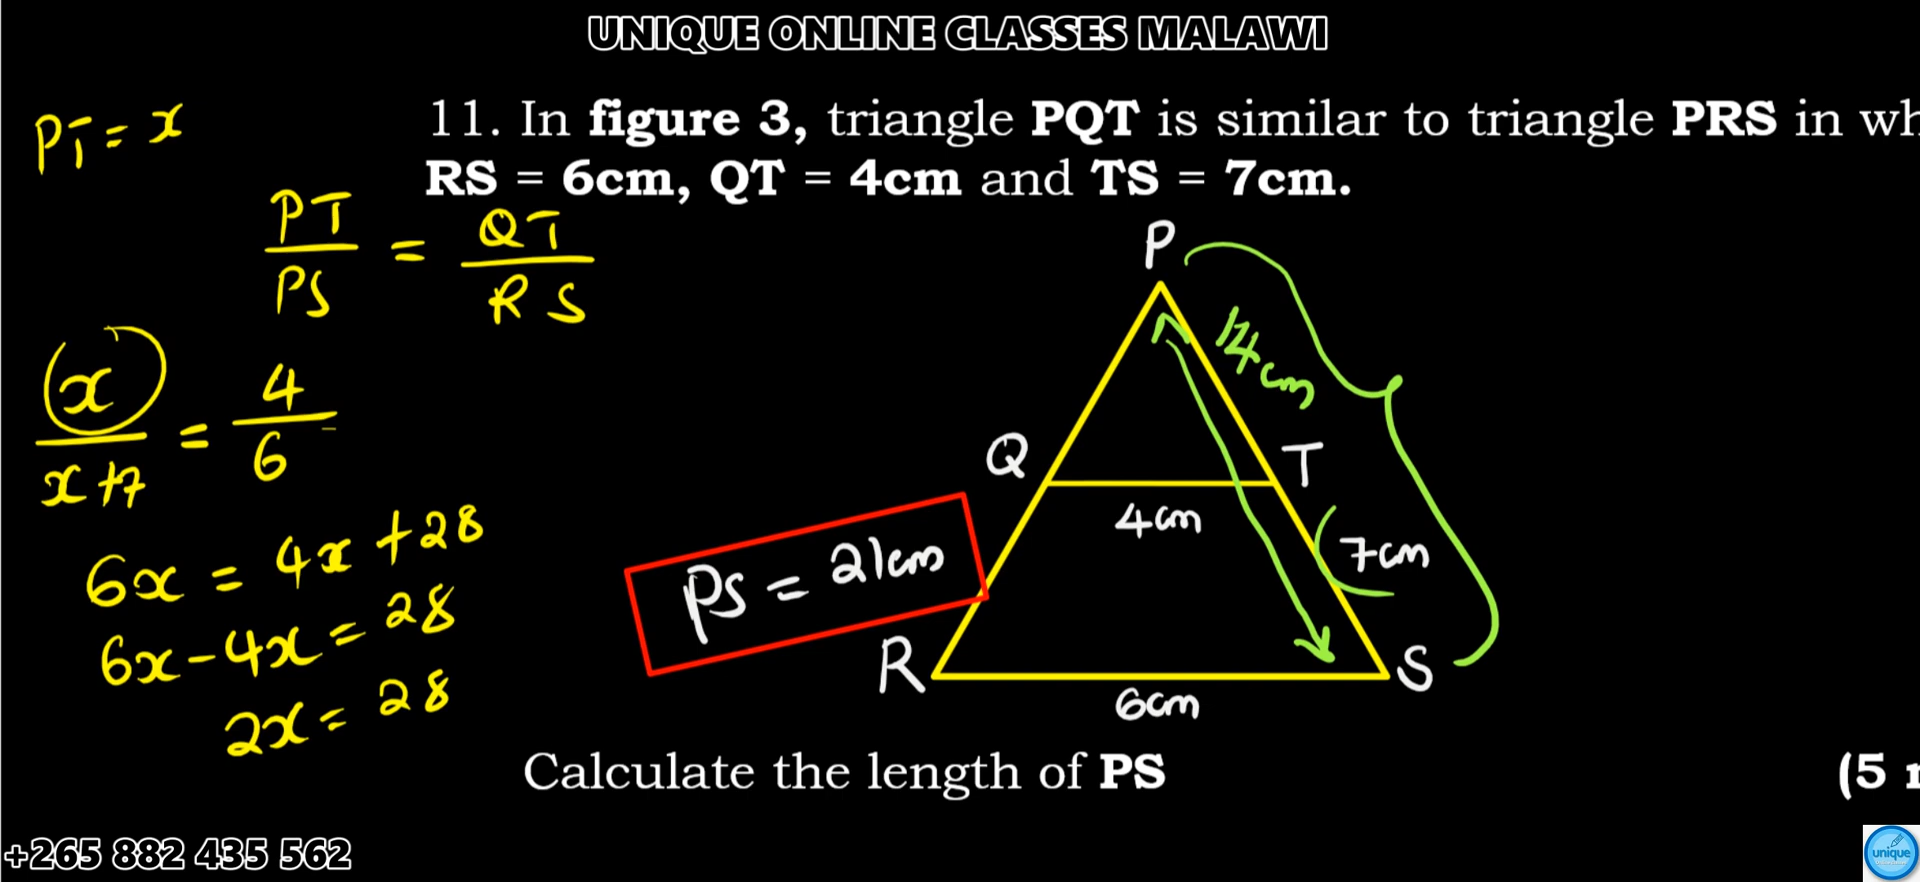 UNIQUE ONLINE CLASSES MALAWI
PT = x
11. In figure 3, triangle PQT is similar to triangle PRS in wh
RS = 6cm, QT = 4cm and TS = 7cm.
PT/PS = QT/RS
x/x+7 = 4/6
6x = 4x + 28
6x - 4x = 28
2x = 28
P
14cm
Q
T
4cm
7cm
PS = 21cm
R
S
6cm
Calculate the length of PS
(5
+265 882 435 562
unique